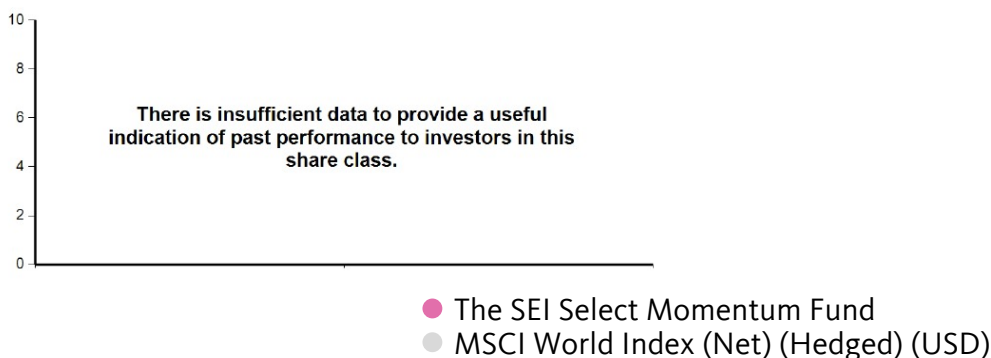 10
8
6
4
2
0
There is insufficient data to provide a useful
indication of past performance to investors in this
share class.
The SEI Select Momentum Fund
MSCI World Index (Net) (Hedged) (USD)